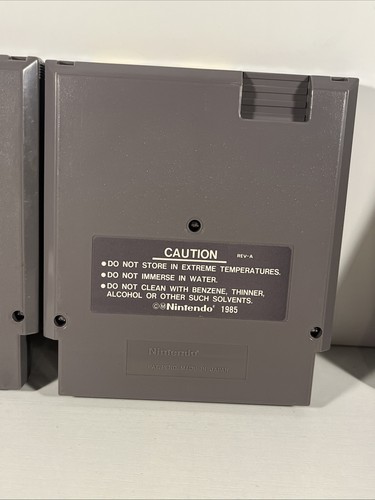 CAUTION REV-A
●DO NOT STORE IN EXTREME TEMPERATURES.
●DO NOT IMMERSE IN WATER.
●DO NOT CLEAN WITH BENZENE, THINNER,
ALCOHOL OR OTHER SUCH SOLVENTS.
©ⓂNintendo® 1985
Nintendo®